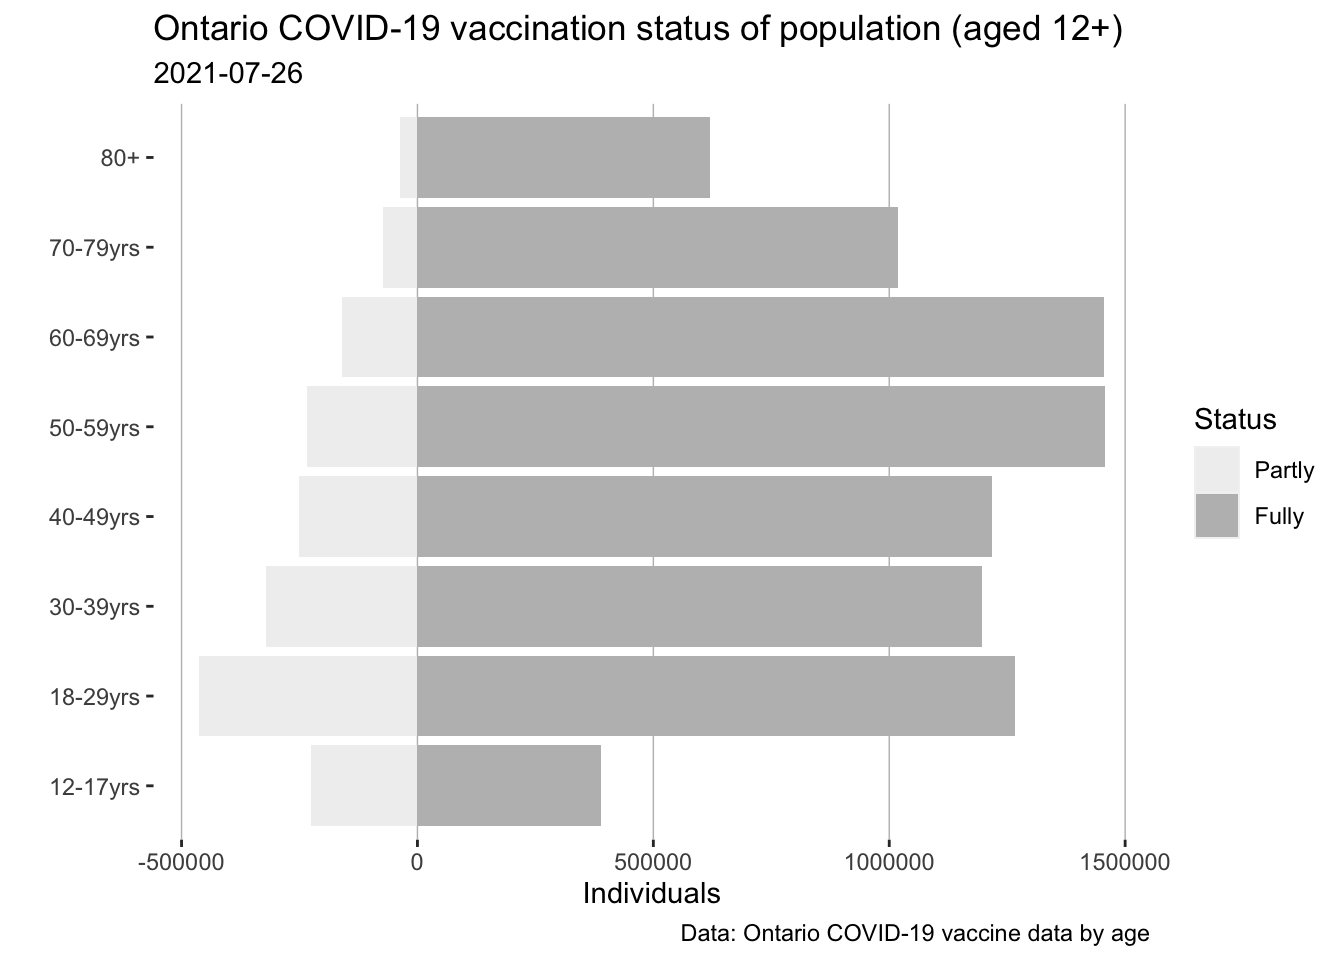 Ontario COVID-19 vaccination status of population (aged 12+)
2021-07-26
80+
70-79yrs
60-69yrs
50-59yrs
40-49yrs
30-39yrs
18-29yrs
12-17yrs
-500000 0 500000 1000000 1500000
Individuals
Status
Partly
Fully
Data: Ontario COVID-19 vaccine data by age